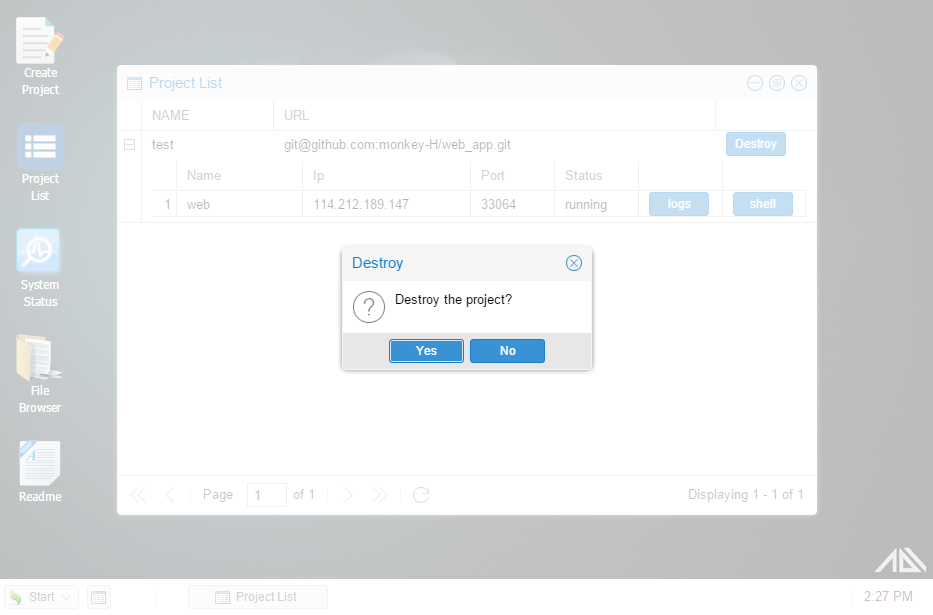 Create
Project
Project
List
System
Status
File
Browser
Readme
Project List
NAME URL
test git@github.com:monkey-H/web_app.git Destroy
Name Ip Port Status
1 web 114.212.189.147 33064 running logs shell
Destroy
? Destroy the project?
Yes No
Page 1 of 1 Displaying 1 - 1 of 1
Start Project List 2:27 PM